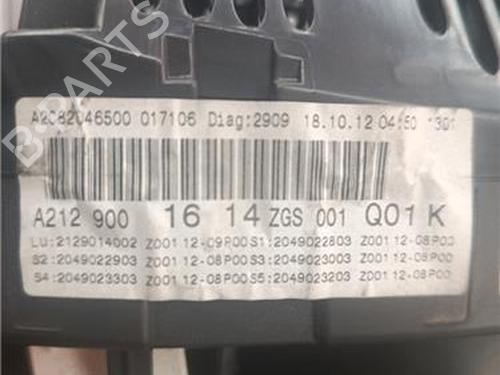 B-PARTS
A2C82046500 017106 Diag:2909 18.10.12 04:50 1301
A212 900 16 14 ZGS 001 Q01 K
LU:2129014002 Z001 12-09P00 S1:2049022803 Z001 12-08P00
S2:2049022903 Z001 12-08P00 S3:2049023003 Z001 12-08P00
S4:2049023303 Z001 12-08P00 S5:2049023203 Z001 12-08P00